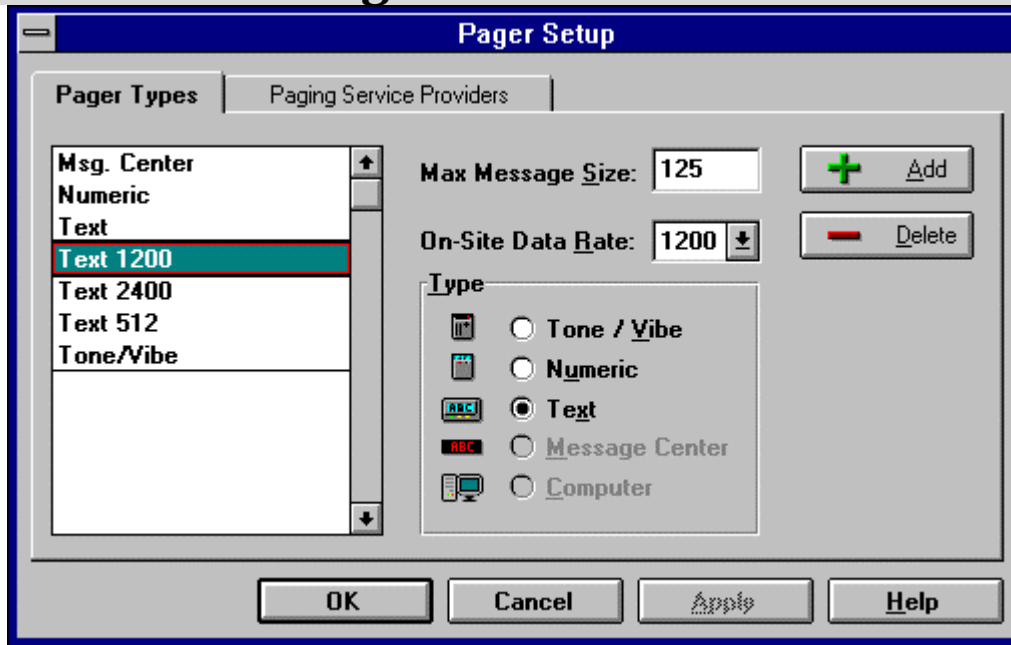 Pager Setup
Pager Types
Paging Service Providers
Msg. Center
Numeric
Text
Text 1200
Text 2400
Text 512
Tone/Vibe
Max Message Size: 125
On-Site Data Rate: 1200
Type
Tone / Vibe
Numeric
ABC Text
ABC Message Center
Computer
Add
Delete
OK Cancel Apply Help